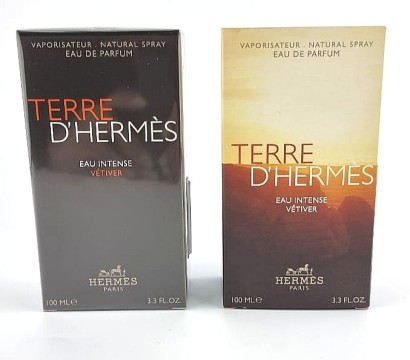 VAPORISATEUR . NATURAL SPRAY
EAU DE PARFUM
TERRE
D'HERMÈS
EAU INTENSE
VÉTIVER
HERMÈS
PARIS
100 ML℮ 3.3 FL.OZ.
VAPORISATEUR . NATURAL SPRAY
EAU DE PARFUM
TERRE
D'HERMÈS
EAU INTENSE
VÉTIVER
HERMÈS
PARIS
100 ML℮ 3.3 FL.OZ.